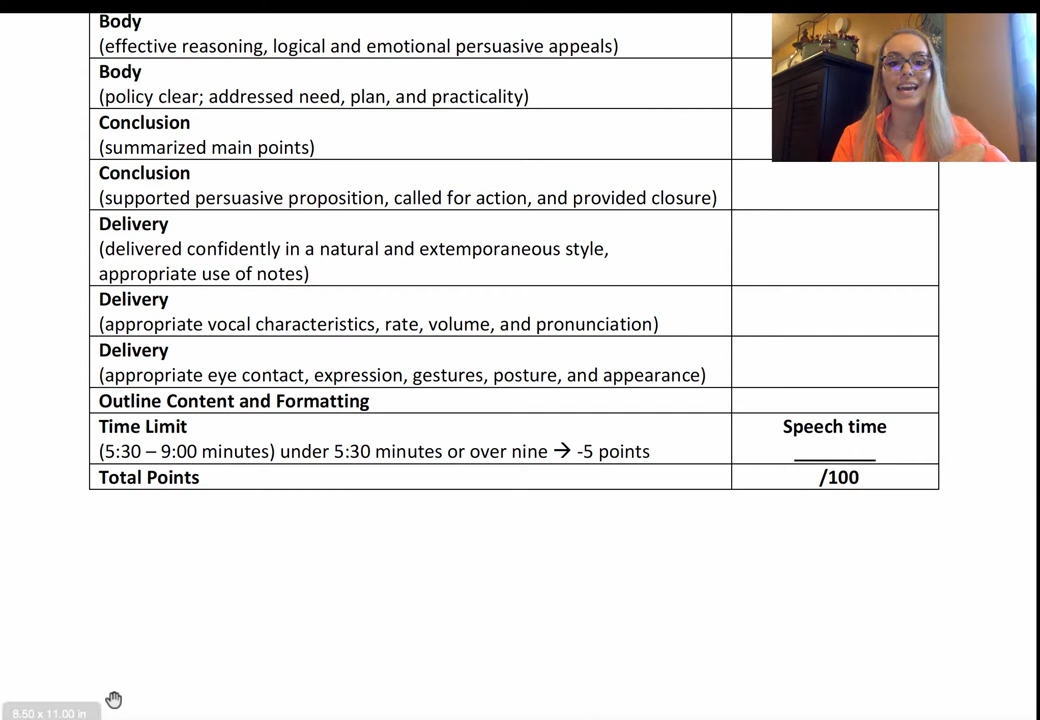 Body
(effective reasoning, logical and emotional persuasive appeals)
Body
(policy clear; addressed need, plan, and practicality)
Conclusion
(summarized main points)
Conclusion
(supported persuasive proposition, called for action, and provided closure)
Delivery
(delivered confidently in a natural and extemporaneous style,
appropriate use of notes)
Delivery
(appropriate vocal characteristics, rate, volume, and pronunciation)
Delivery
(appropriate eye contact, expression, gestures, posture, and appearance)
Outline Content and Formatting
Time Limit
(5:30 – 9:00 minutes) under 5:30 minutes or over nine → -5 points
Speech time
________
Total Points
/100
8.50 x 11.00 in